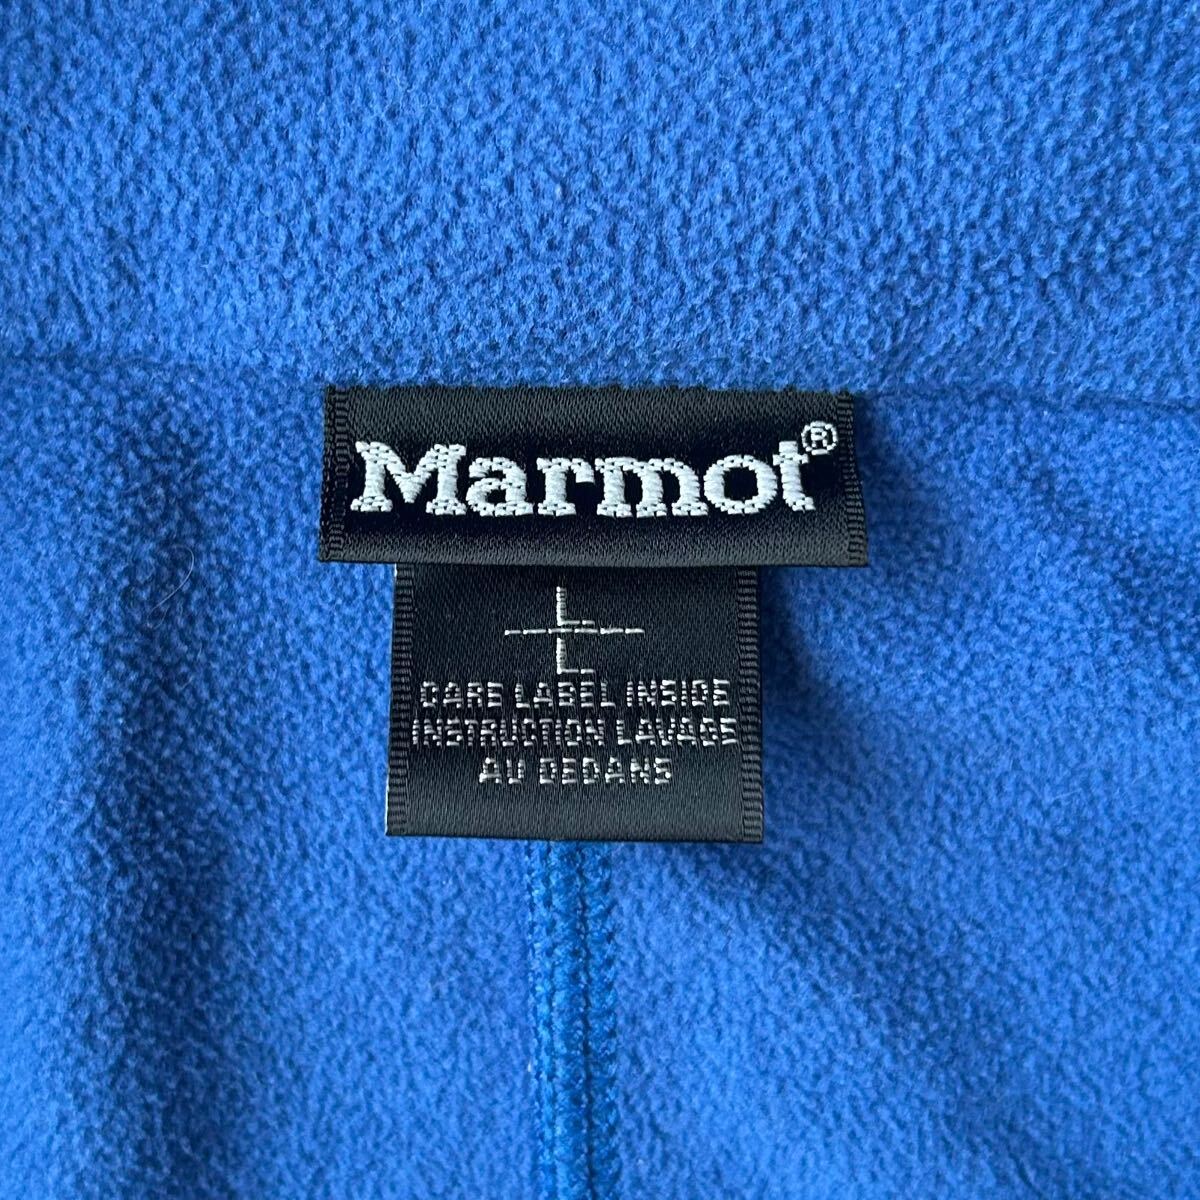 Marmot®
L
L
CARE LABEL INSIDE
INSTRUCTION LAVAGE
AU DEDANS